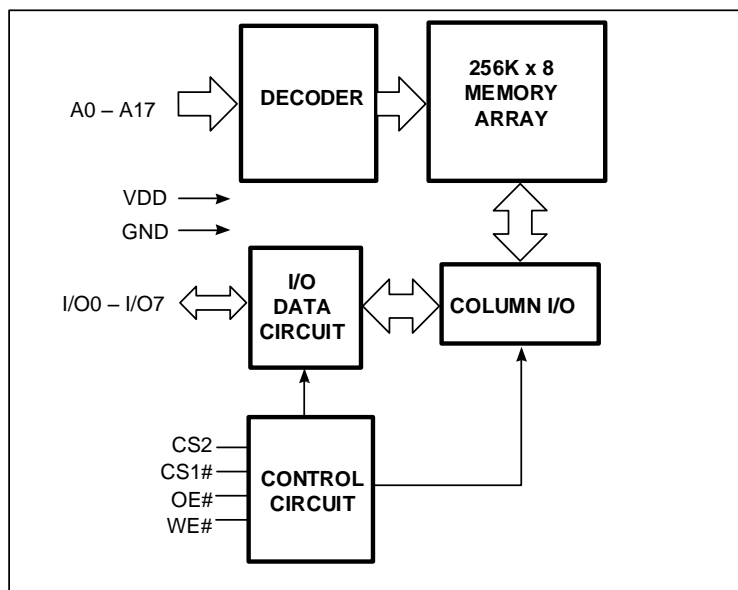 A0 – A17
DECODER
256K x 8
MEMORY
ARRAY
VDD
GND
I/O0 – I/O7
I/O
DATA
CIRCUIT
COLUMN I/O
CS2
CS1#
OE#
WE#
CONTROL
CIRCUIT